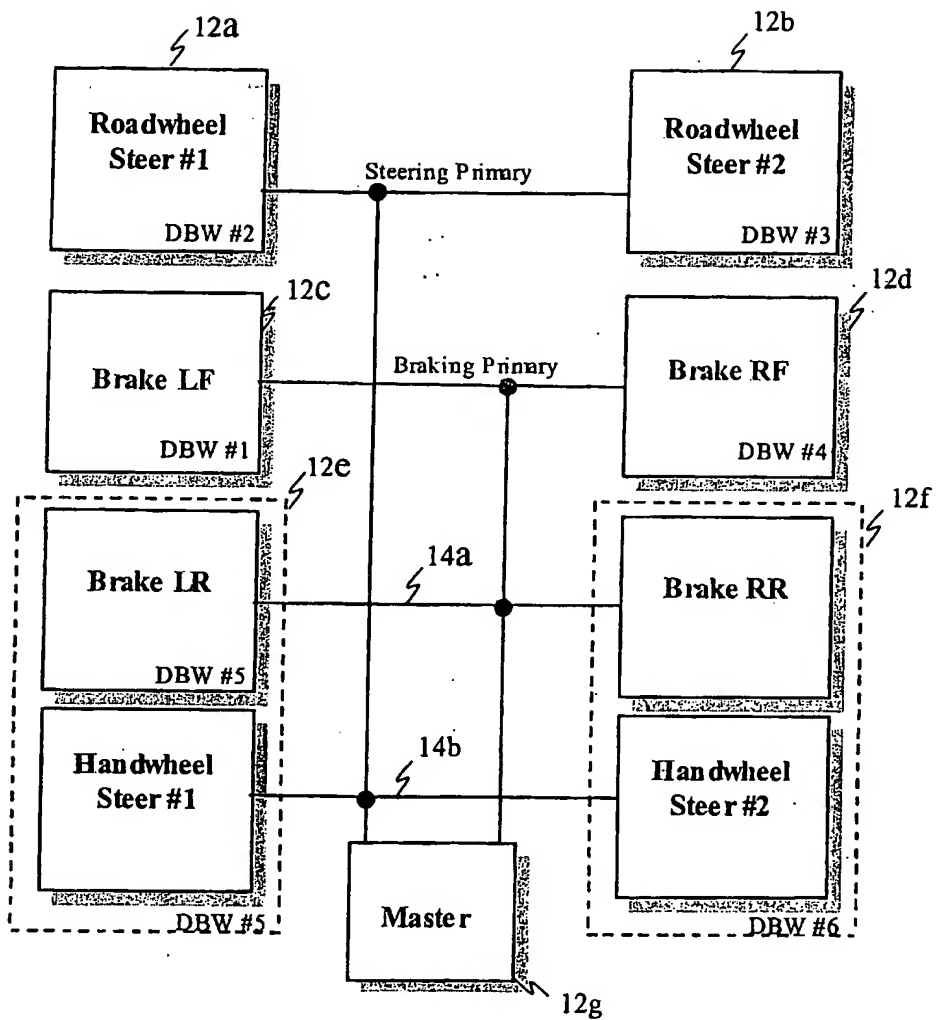 12a
12b
Roadwheel
Steer #1
DBW #2
Steering Primary
Roadwheel
Steer #2
DBW #3
12c
12d
Brake LF
DBW #1
Braking Primary
Brake RF
DBW #4
12e
12f
Brake LR
DBW #5
14a
Brake RR
Handwheel
Steer #1
14b
Handwheel
Steer #2
DBW #5
DBW #6
Master
12g